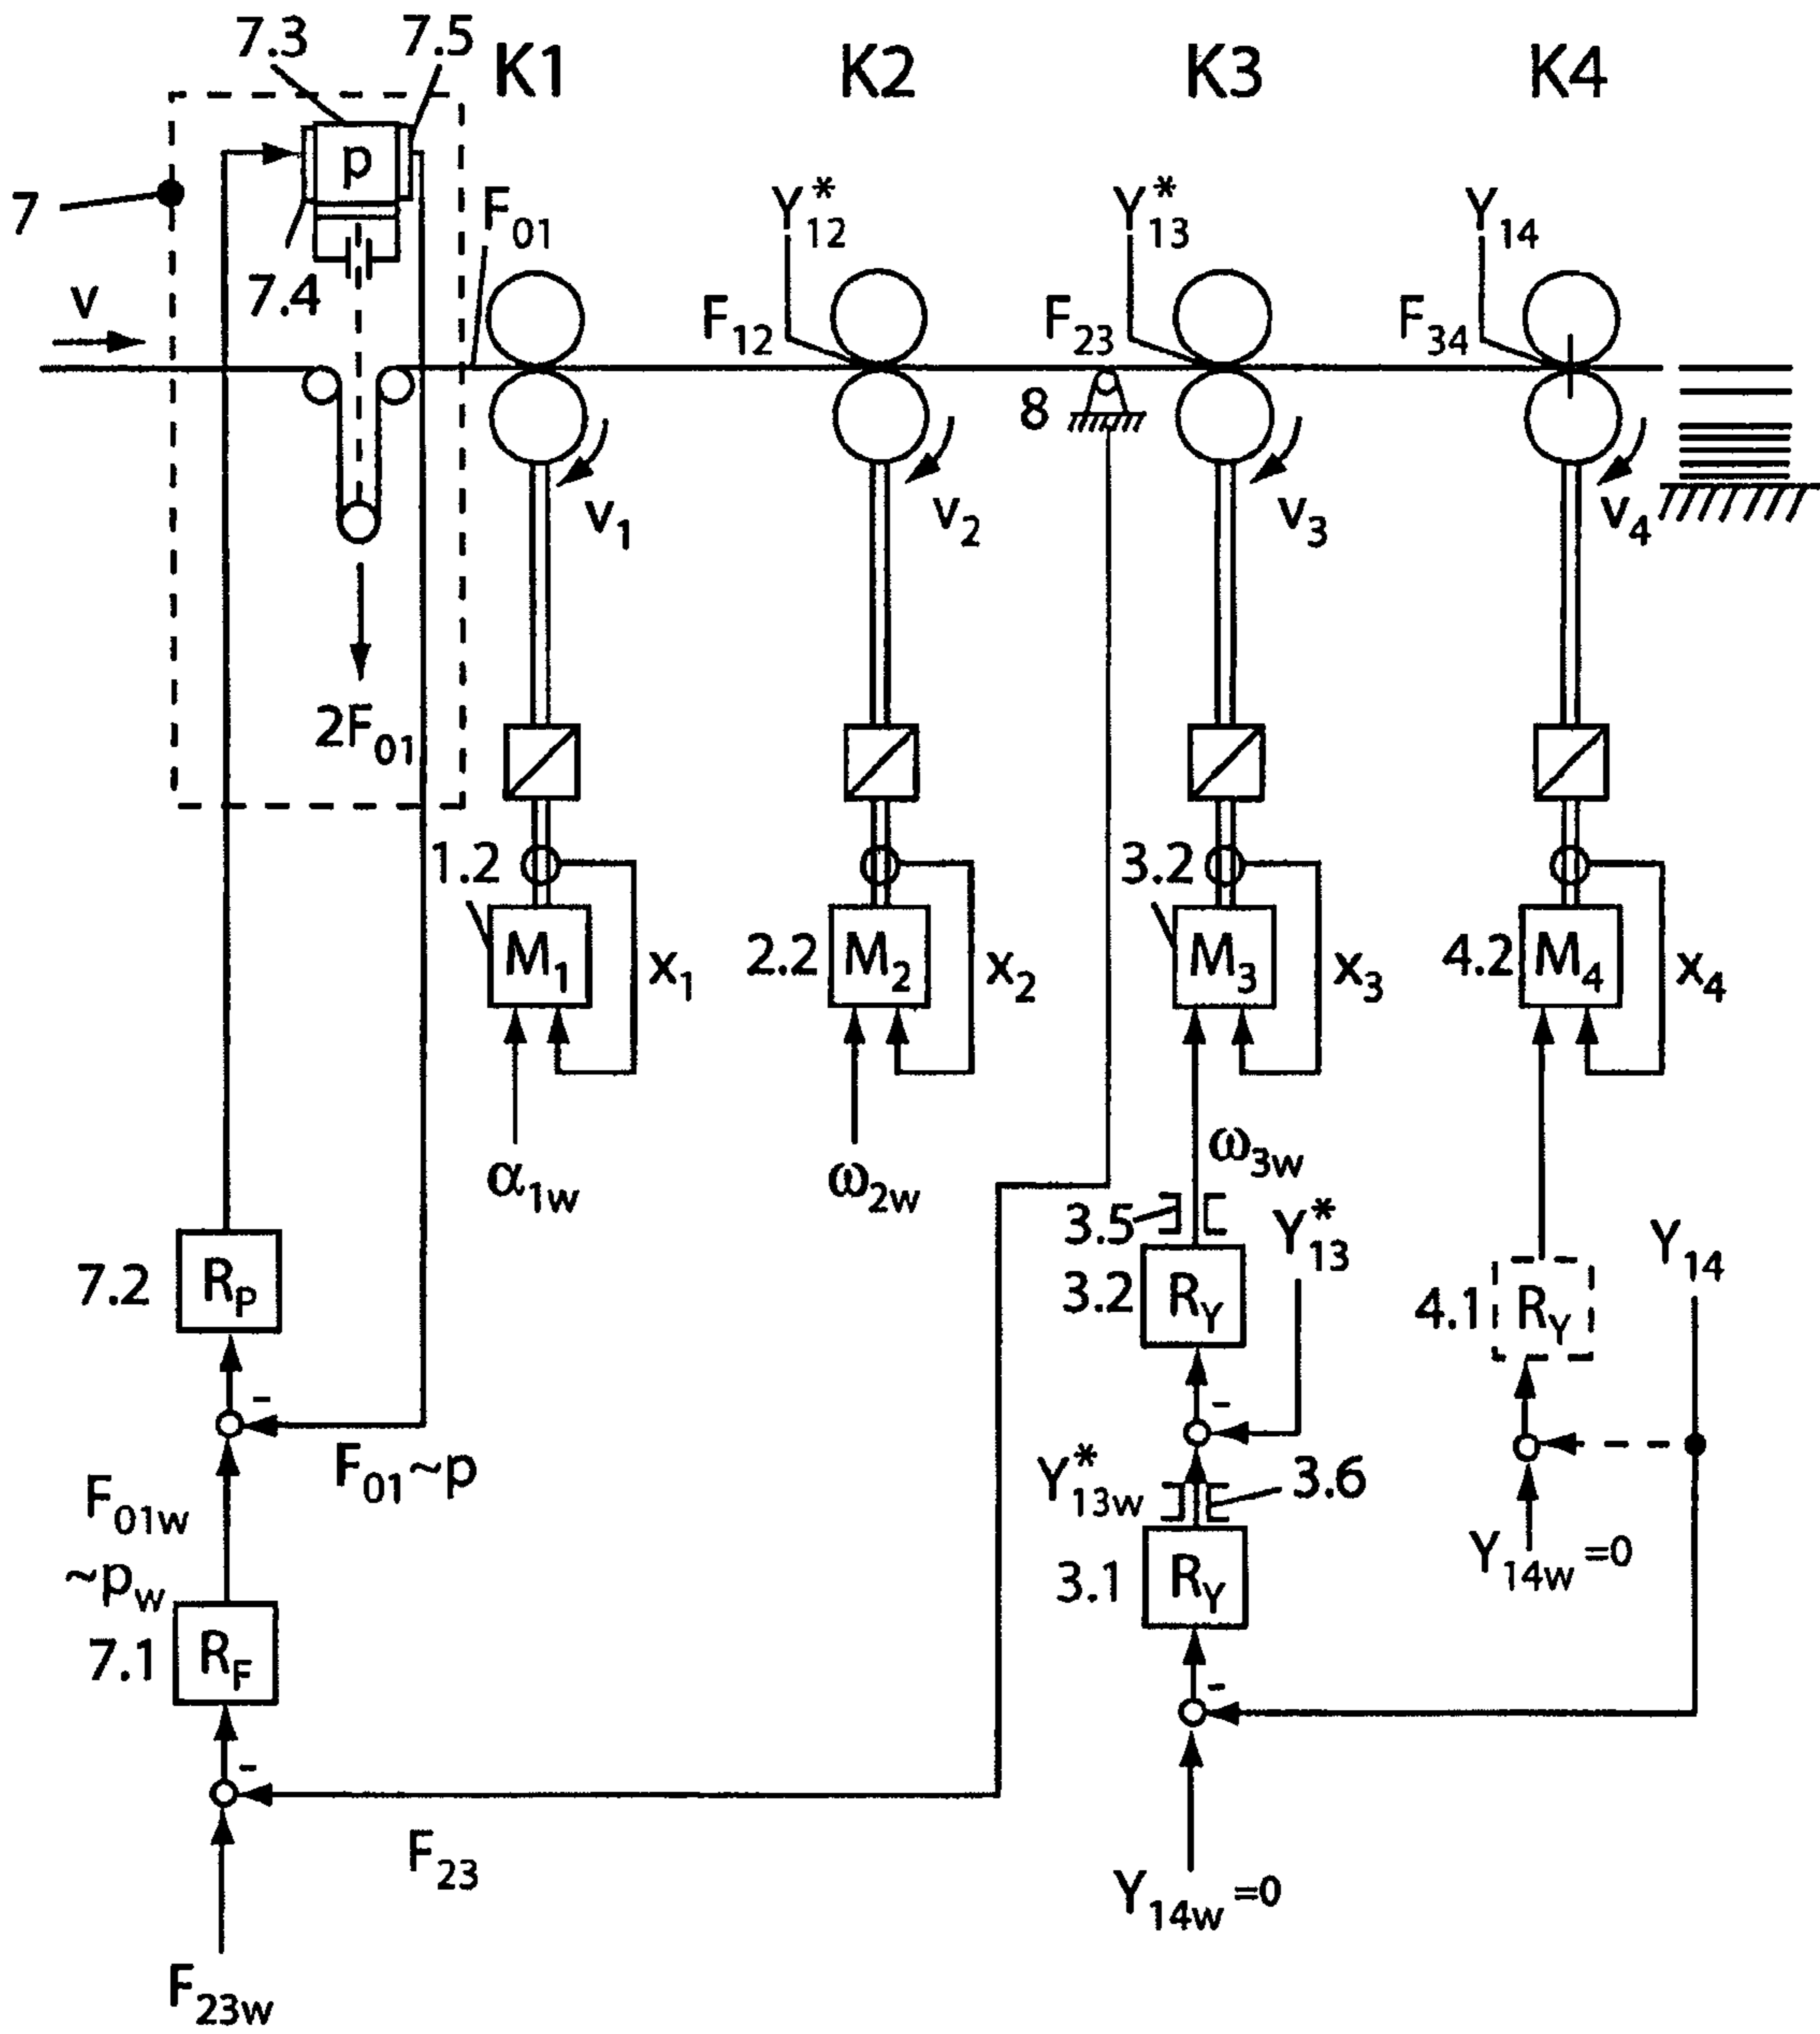 7.3 7.5 K1 K2 K3 K4
p
7
F01 Y*12 Y*13 Y14
7.4
v
F12 F23 F34
8
v1 v2 v3 v4
2F01
1.2 3.2
M1 x1 2.2 M2 x2 M3 x3 4.2 M4 x4
α1w ω2w ω3w
3.5 Y*13 Y14
7.2 RP 3.2 RY 4.1 RY
-
-
F01~p
F01w Y*13w 3.6
~pw Y14w=0
7.1 RF 3.1 RY
-
-
F23
Y14w=0
F23w